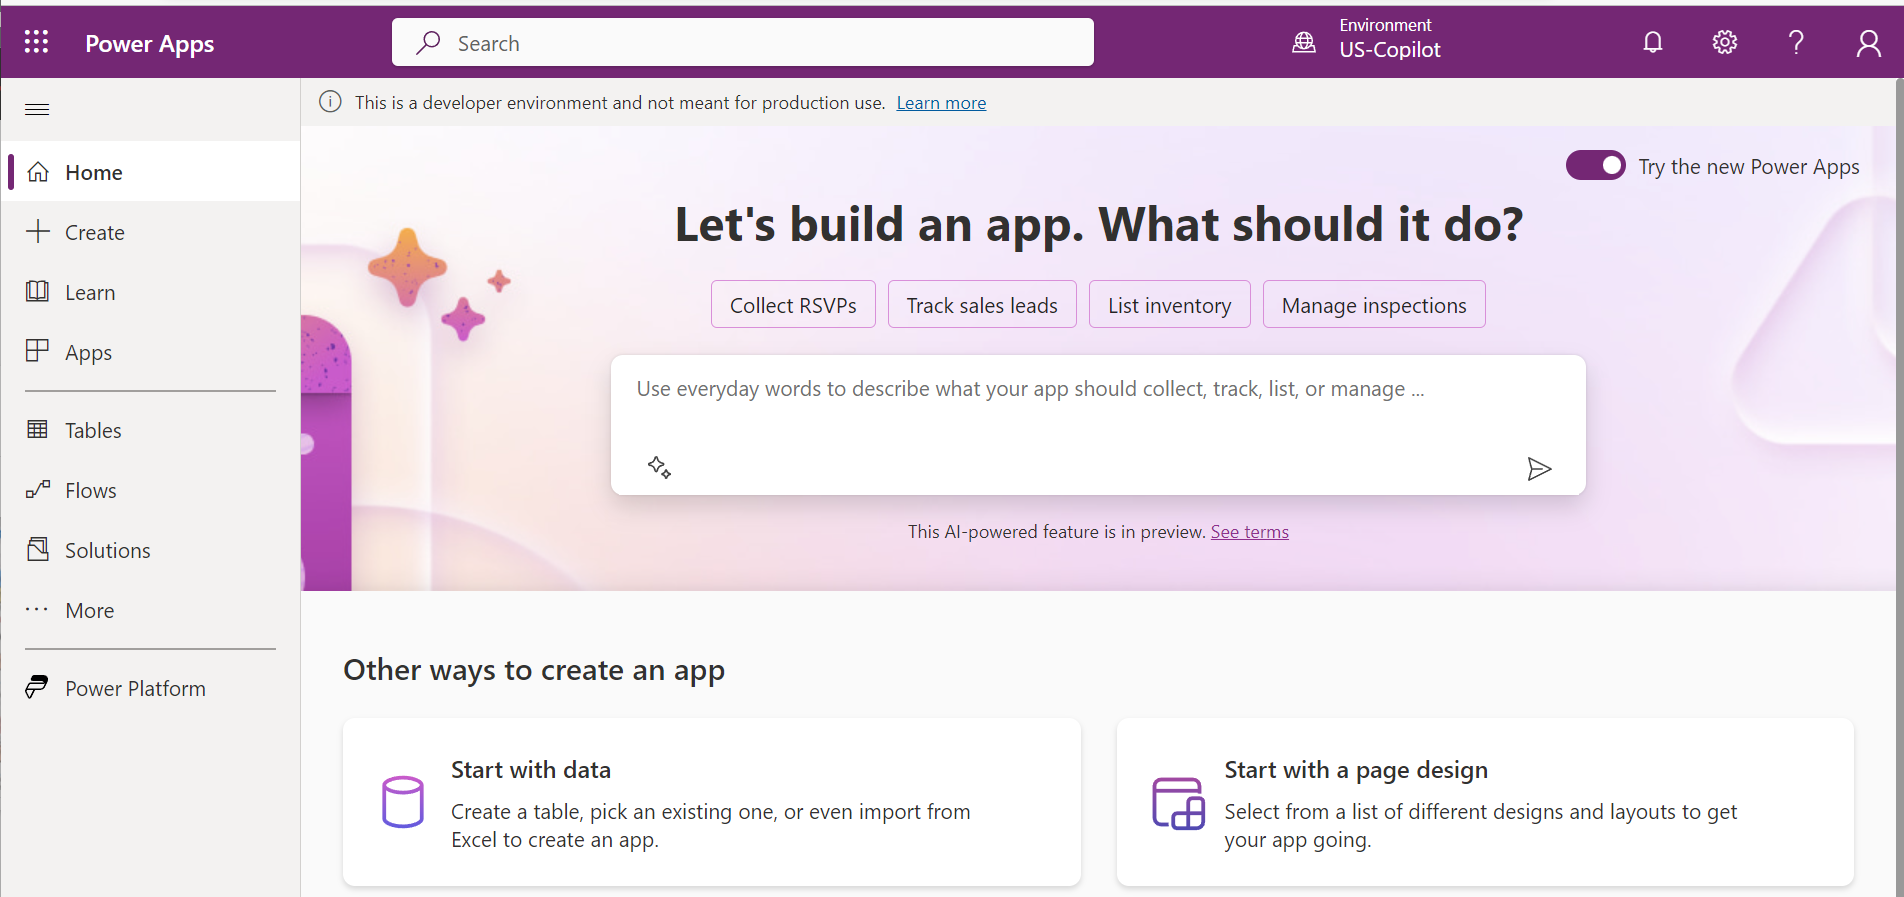 Power Apps
Search
Environment
US-Copilot
This is a developer environment and not meant for production use. Learn more
Home
Create
Learn
Apps
Tables
Flows
Solutions
More
Power Platform
Try the new Power Apps
Let's build an app. What should it do?
Collect RSVPs Track sales leads List inventory Manage inspections
Use everyday words to describe what your app should collect, track, list, or manage ...
This AI-powered feature is in preview. See terms
Other ways to create an app
Start with data
Create a table, pick an existing one, or even import from
Excel to create an app.
Start with a page design
Select from a list of different designs and layouts to get
your app going.